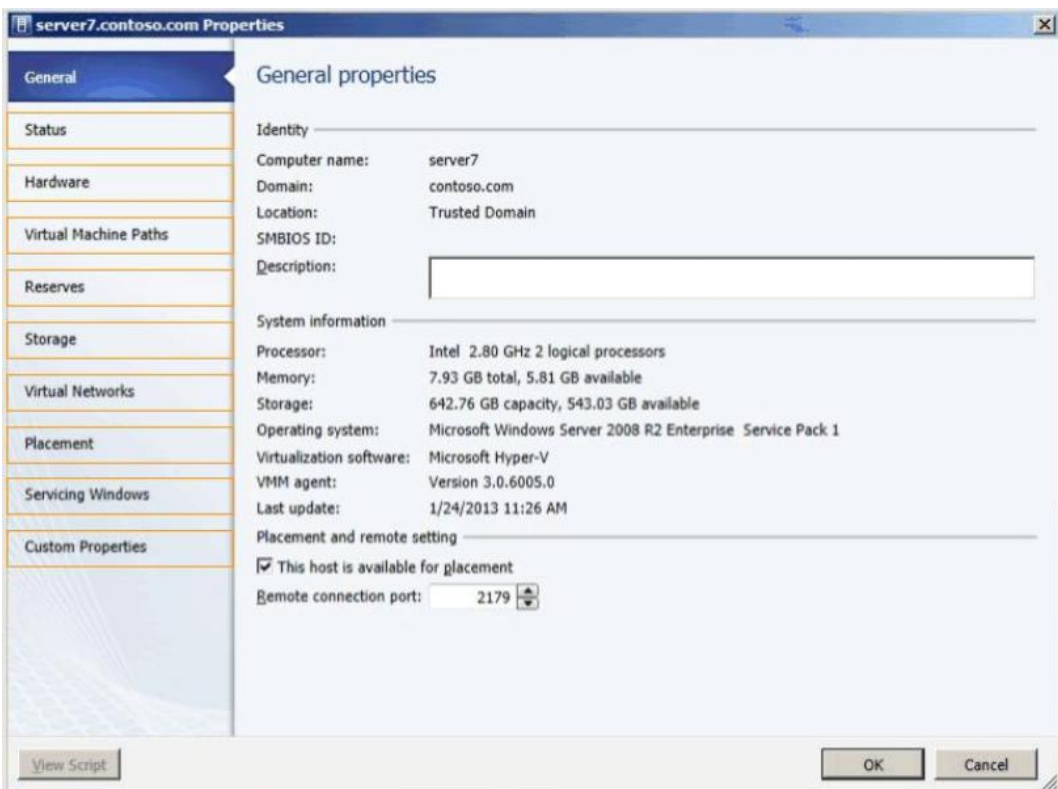 server7.contoso.com Properties
General
Status
Hardware
Virtual Machine Paths
Reserves
Storage
Virtual Networks
Placement
Servicing Windows
Custom Properties
General properties
Identity
Computer name: server7
Domain: contoso.com
Location: Trusted Domain
SMBIOS ID:
Description:
System information
Processor: Intel 2.80 GHz 2 logical processors
Memory: 7.93 GB total, 5.81 GB available
Storage: 642.76 GB capacity, 543.03 GB available
Operating system: Microsoft Windows Server 2008 R2 Enterprise Service Pack 1
Virtualization software: Microsoft Hyper-V
VMM agent: Version 3.0.6005.0
Last update: 1/24/2013 11:26 AM
Placement and remote setting
This host is available for placement
Remote connection port: 2179
View Script
OK
Cancel